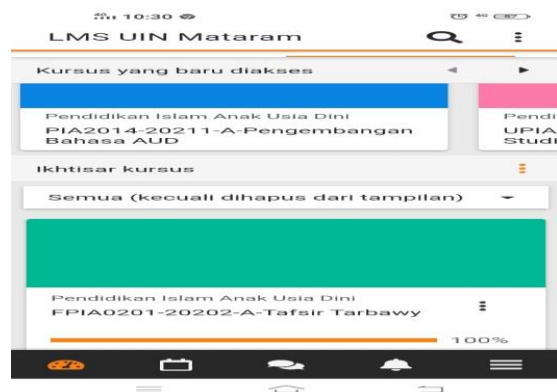 10:30
LMS UIN Mataram
Kursus yang baru diakses
Pendidikan Islam Anak Usia Dini
PIA2014-20211-A-Pengembangan
Bahasa AUD
Pendi
UPIA
Studi
Ikhtisar kursus
Semua (kecuali dihapus dari tampilan)
Pendidikan Islam Anak Usia Dini
FPIA0201-20202-A-Tafsir Tarbawy
100%